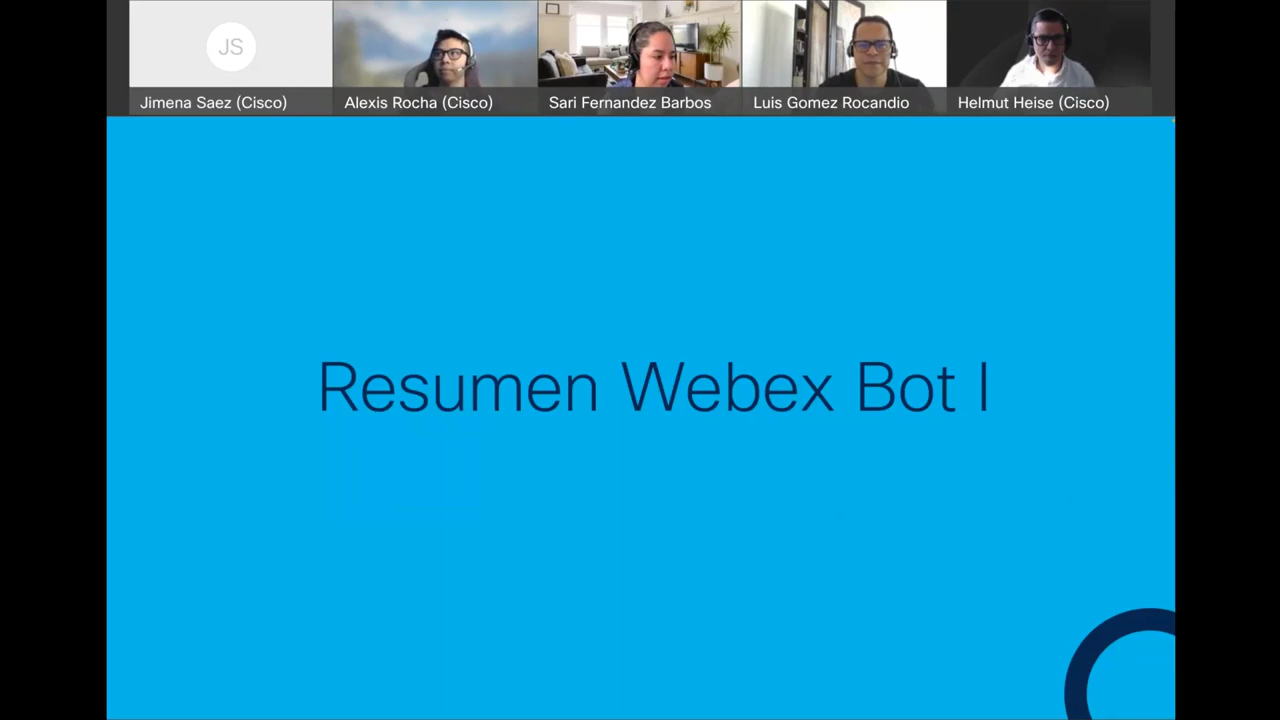 JS
Jimena Saez (Cisco)
Alexis Rocha (Cisco)
Sari Fernandez Barbos
Luis Gomez Rocandio
Helmut Heise (Cisco)
Resumen Webex Bot I